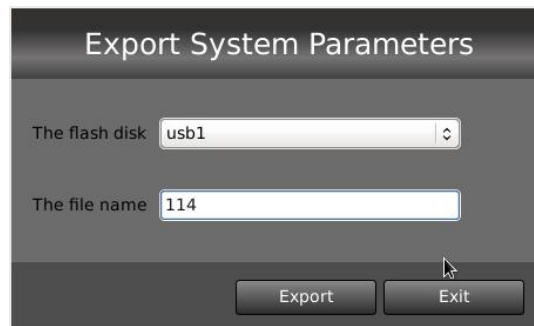 Export System Parameters
The flash disk usb1
The file name 114
Export Exit